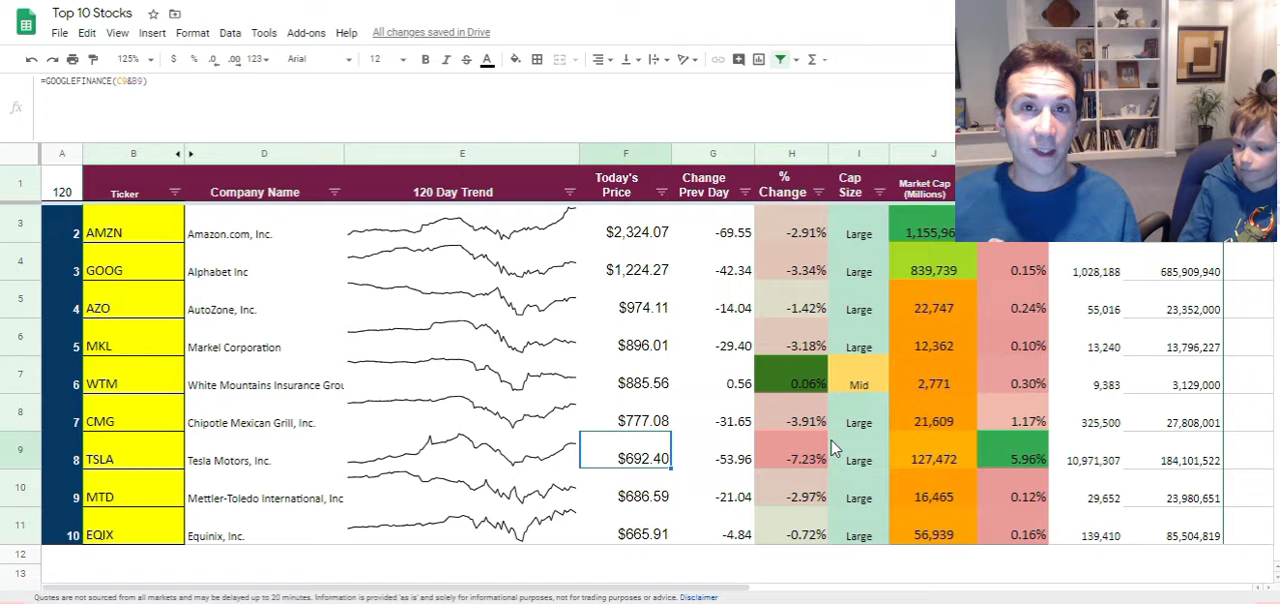 Top 10 Stocks
File Edit View Insert Format Data Tools Add-ons Help All changes saved in Drive
125% $ % .0 .00 123 Arial 12 B I S A
=GOOGLEFINANCE(C9&B9)
fx
A B D E F G H I J
1 120 Ticker Company Name 120 Day Trend Today's Price Change Prev Day % Change Cap Size Market Cap (Millions)
3 2 AMZN Amazon.com, Inc. $2,324.07 -69.55 -2.91% Large 1,155,96
4 3 GOOG Alphabet Inc $1,224.27 -42.34 -3.34% Large 839,739 0.15% 1,028,188 685,909,940
5 4 AZO AutoZone, Inc. $974.11 -14.04 -1.42% Large 22,747 0.24% 55,016 23,352,000
6 5 MKL Markel Corporation $896.01 -29.40 -3.18% Large 12,362 0.10% 13,240 13,796,227
7 6 WTM White Mountains Insurance Grou $885.56 0.56 0.06% Mid 2,771 0.30% 9,383 3,129,000
8 7 CMG Chipotle Mexican Grill, Inc. $777.08 -31.65 -3.91% Large 21,609 1.17% 325,500 27,808,001
9 8 TSLA Tesla Motors, Inc. $692.40 -53.96 -7.23% Large 127,472 5.96% 10,971,307 184,101,522
10 9 MTD Mettler-Toledo International, Inc $686.59 -21.04 -2.97% Large 16,465 0.12% 29,652 23,980,651
11 10 EQIX Equinix, Inc. $665.91 -4.84 -0.72% Large 56,939 0.16% 139,410 85,504,819
12
13
Quotes are not sourced from all markets and may be delayed up to 20 minutes. Information is provided 'as is' and solely for informational purposes, not for trading purposes or advice. Disclaimer